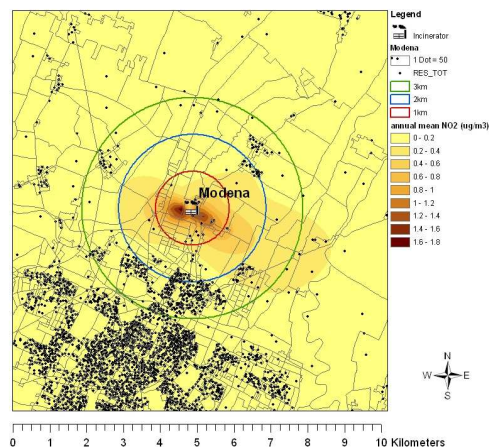 Legend
Incinerator
Modena
1 Dot = 50
RES_TOT
3km
2km
1km
annual mean NO2 (ug/m3)
0 - 0.2
0.2 - 0.4
0.4 - 0.6
0.6 - 0.8
0.8 - 1
1 - 1.2
1.2 - 1.4
1.4 - 1.6
1.6 - 1.8
Modena
N
W E
S
0 1 2 3 4 5 6 7 8 9 10 Kilometers